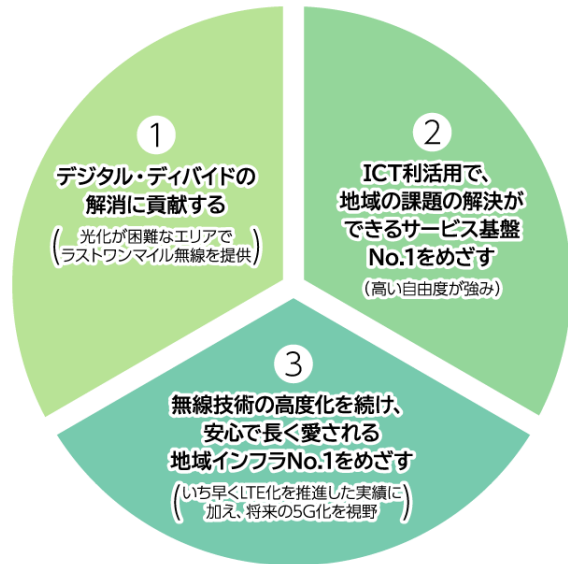 1
デジタル・ディバイドの
解消に貢献する
(光化が困難なエリアで
ラストワンマイル無線を提供)
2
ICT利活用で、
地域の課題の解決が
できるサービス基盤
No.1をめざす
(高い自由度が強み)
3
無線技術の高度化を続け、
安心で長く愛される
地域インフラNo.1をめざす
(いち早くLTE化を推進した実績に
加え、将来の5G化を視野)